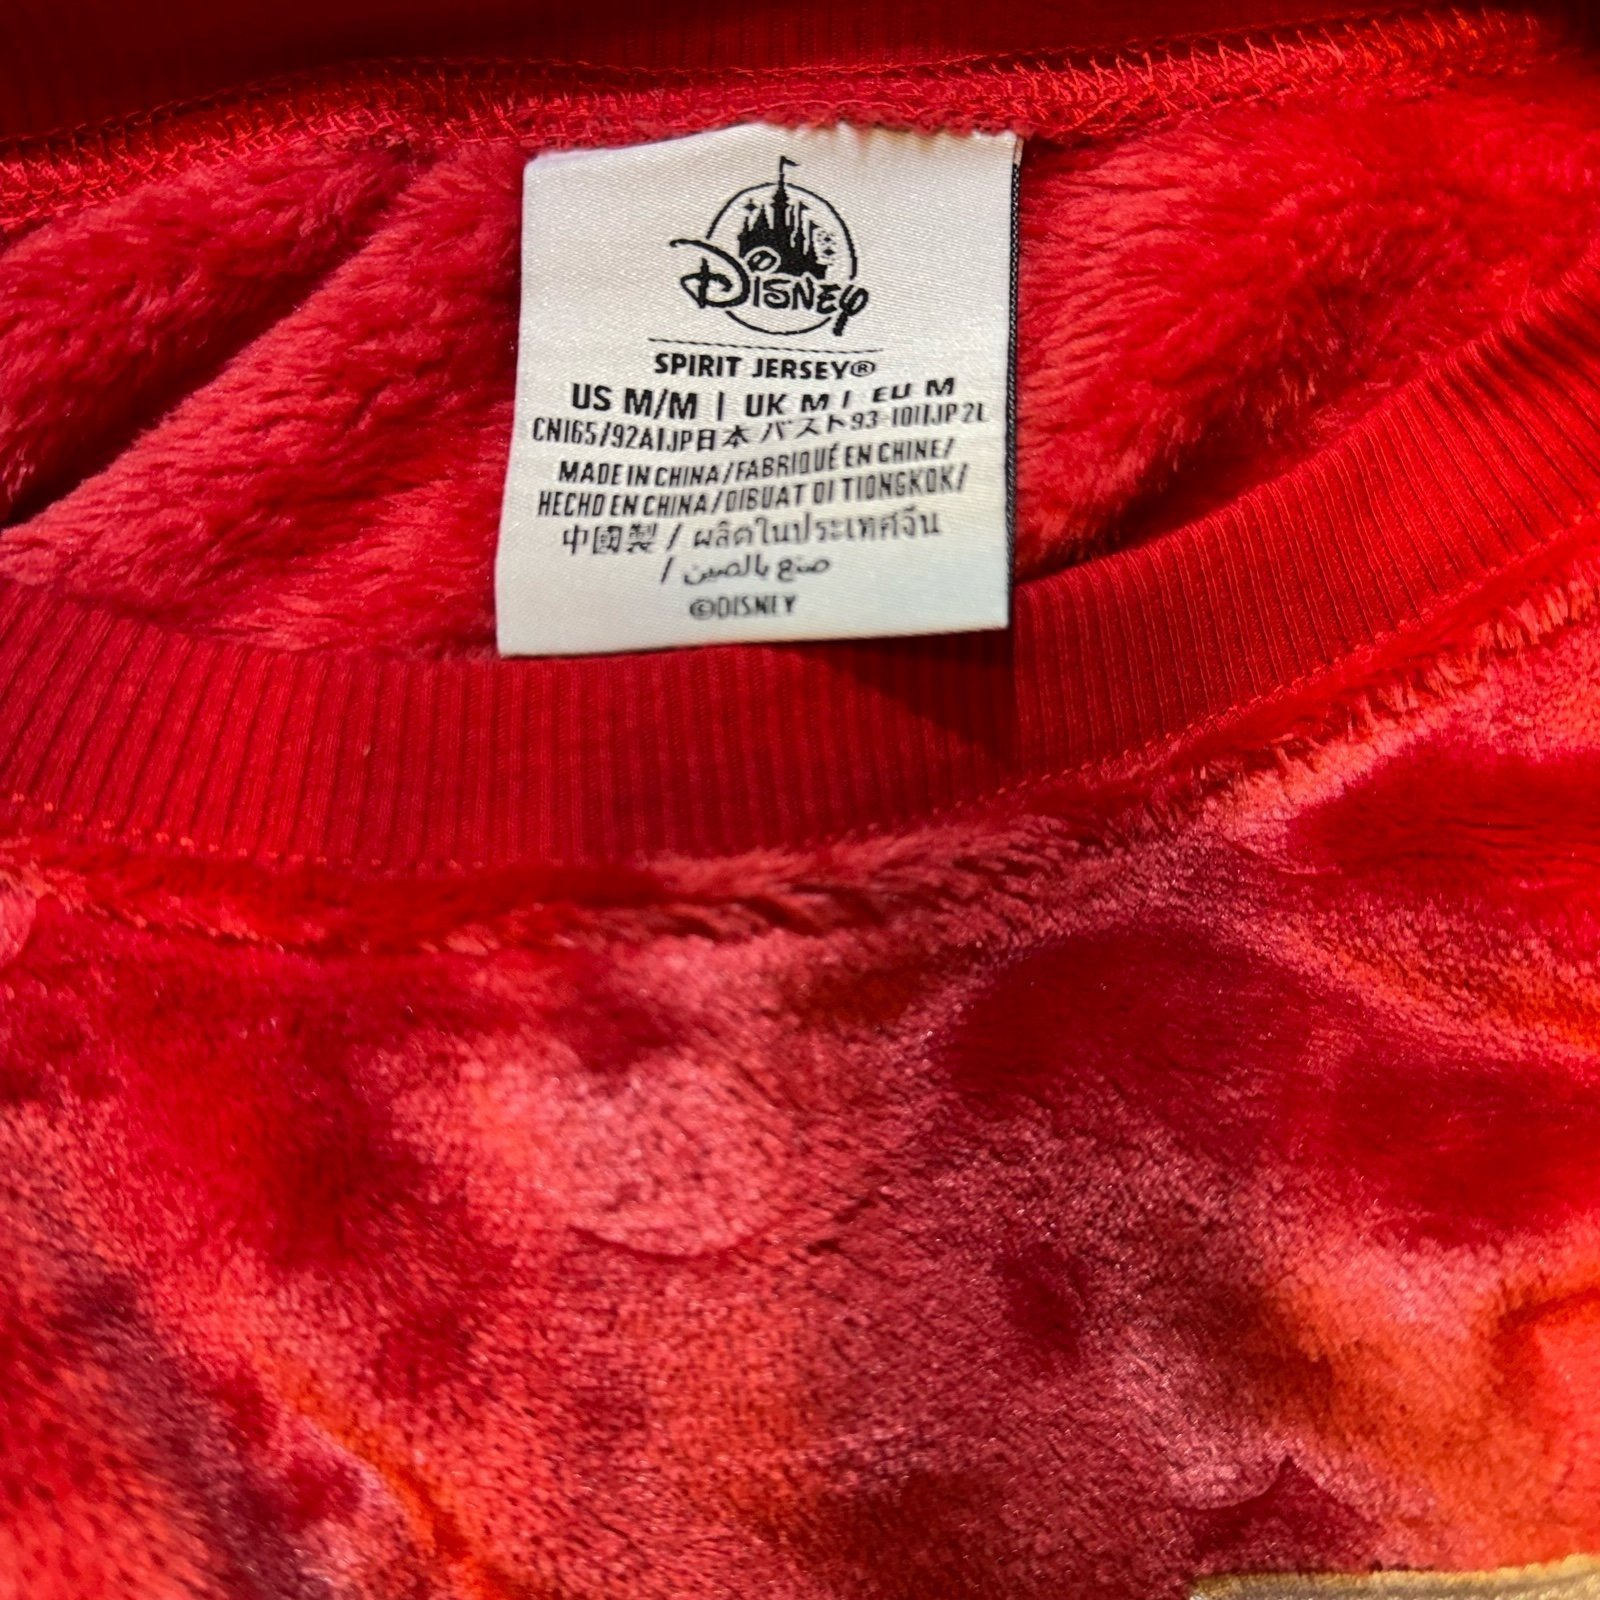 DISNEY
SPIRIT JERSEY®
US M/M | UK M | EU M
CN165/92A|JP日本 バスト93-101|JP 2L
MADE IN CHINA/FABRIQUÉ EN CHINE/
HECHO EN CHINA/DIBUAT DI TIONGKOK/
中國製 / ผลิตในประเทศจีน
/ صنع بالصين
©DISNEY